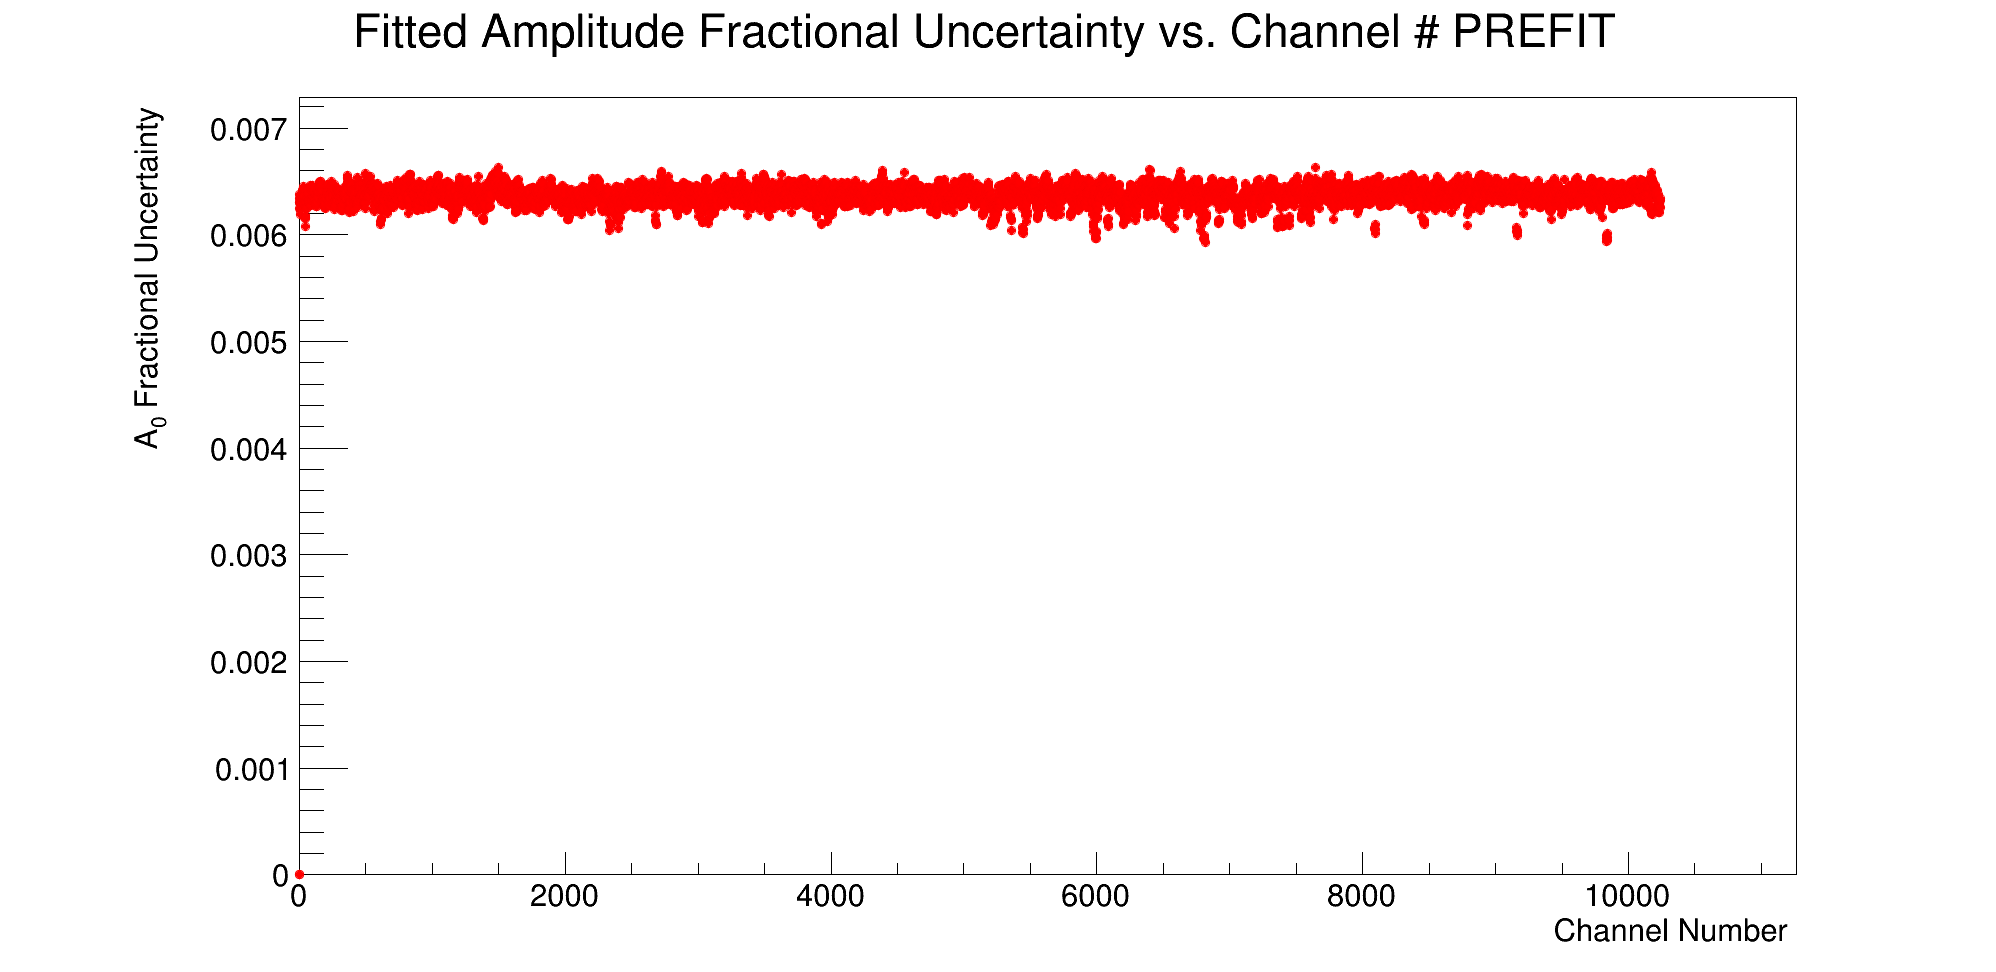 Fitted Amplitude Fractional Uncertainty vs. Channel # PREFIT
A0 Fractional Uncertainty
0.007
0.006
0.005
0.004
0.003
0.002
0.001
0
0 2000 4000 6000 8000 10000
Channel Number